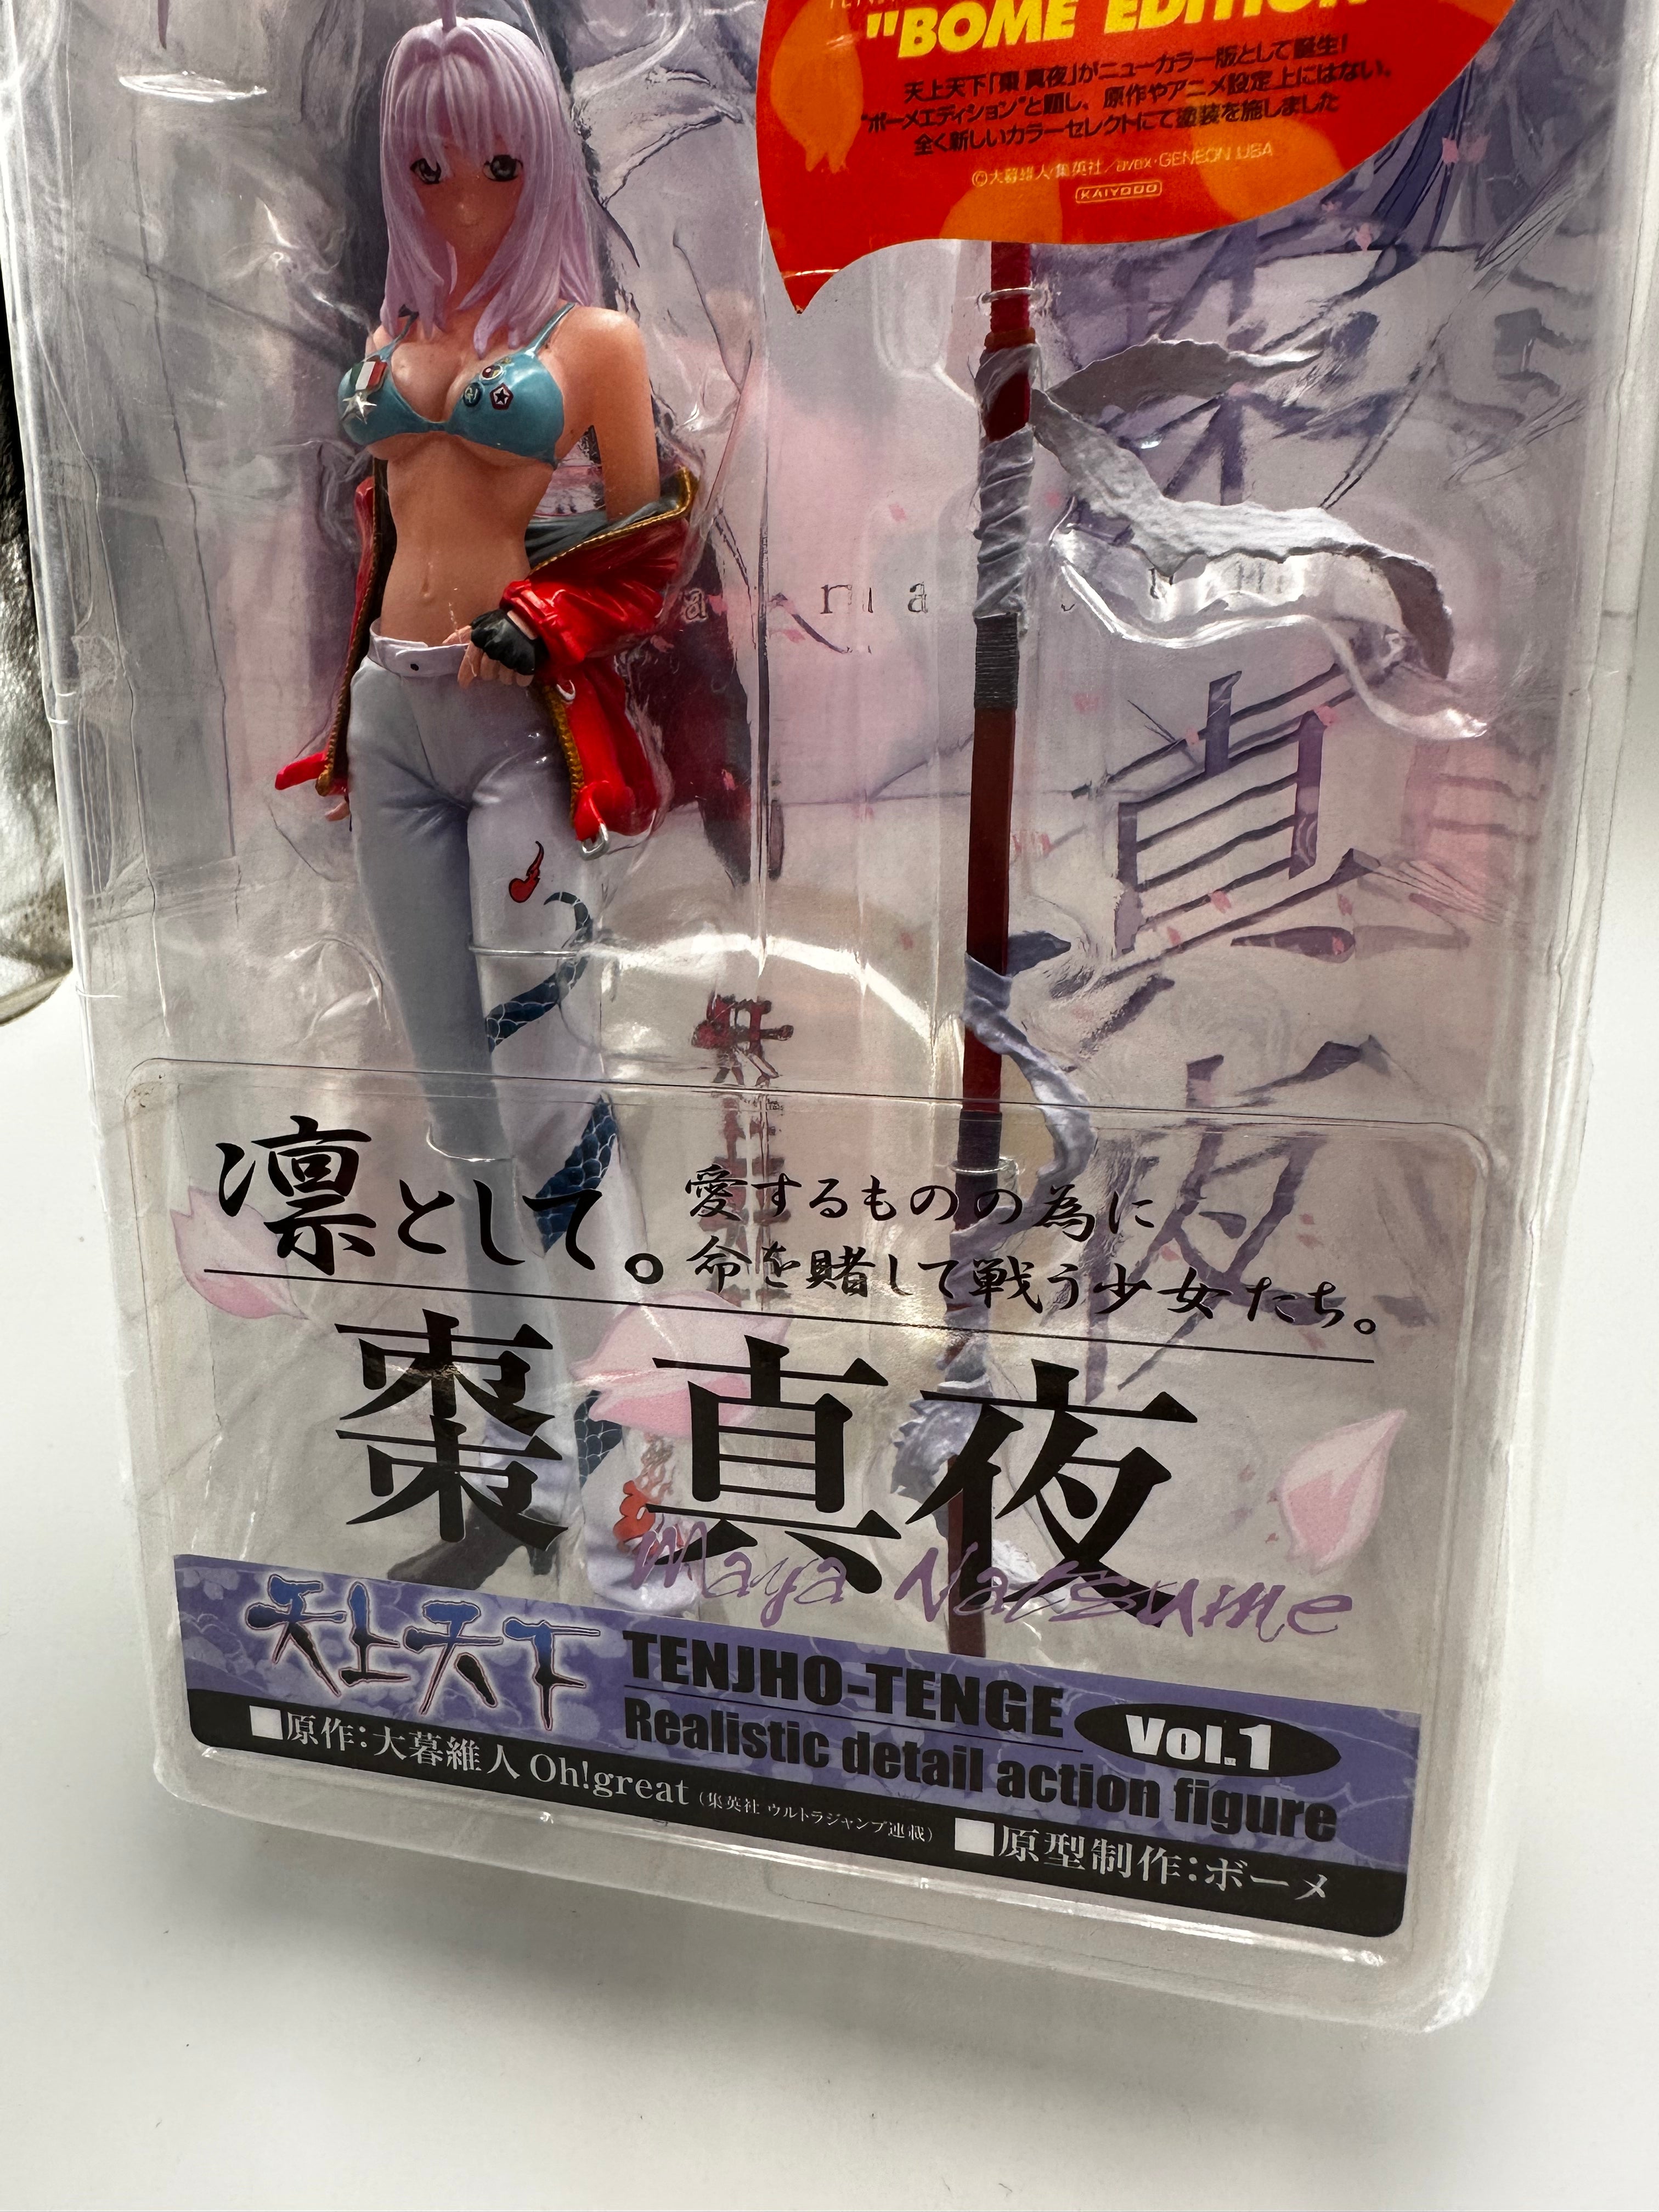 "BOME EDITION"
天上天下「棗 真夜」がニューカラー版として誕生!
"ボーメエディション"と題し、原作やアニメ設定上にはない、
全く新しいカラーセレクトにて塗装を施しました
©大暮維人/集英社/avex・GENEON USA
KAIYODO
真夜
凛として。
愛するものの為に
命を賭して戦う少女たち。
棗 真夜
Maya Natsume
天上天下
TENJHO-TENGE
Realistic detail action figure
Vol.1
■原作:大暮維人 Oh!great (集英社 ウルトラジャンプ連載)
■原型制作:ボーメ